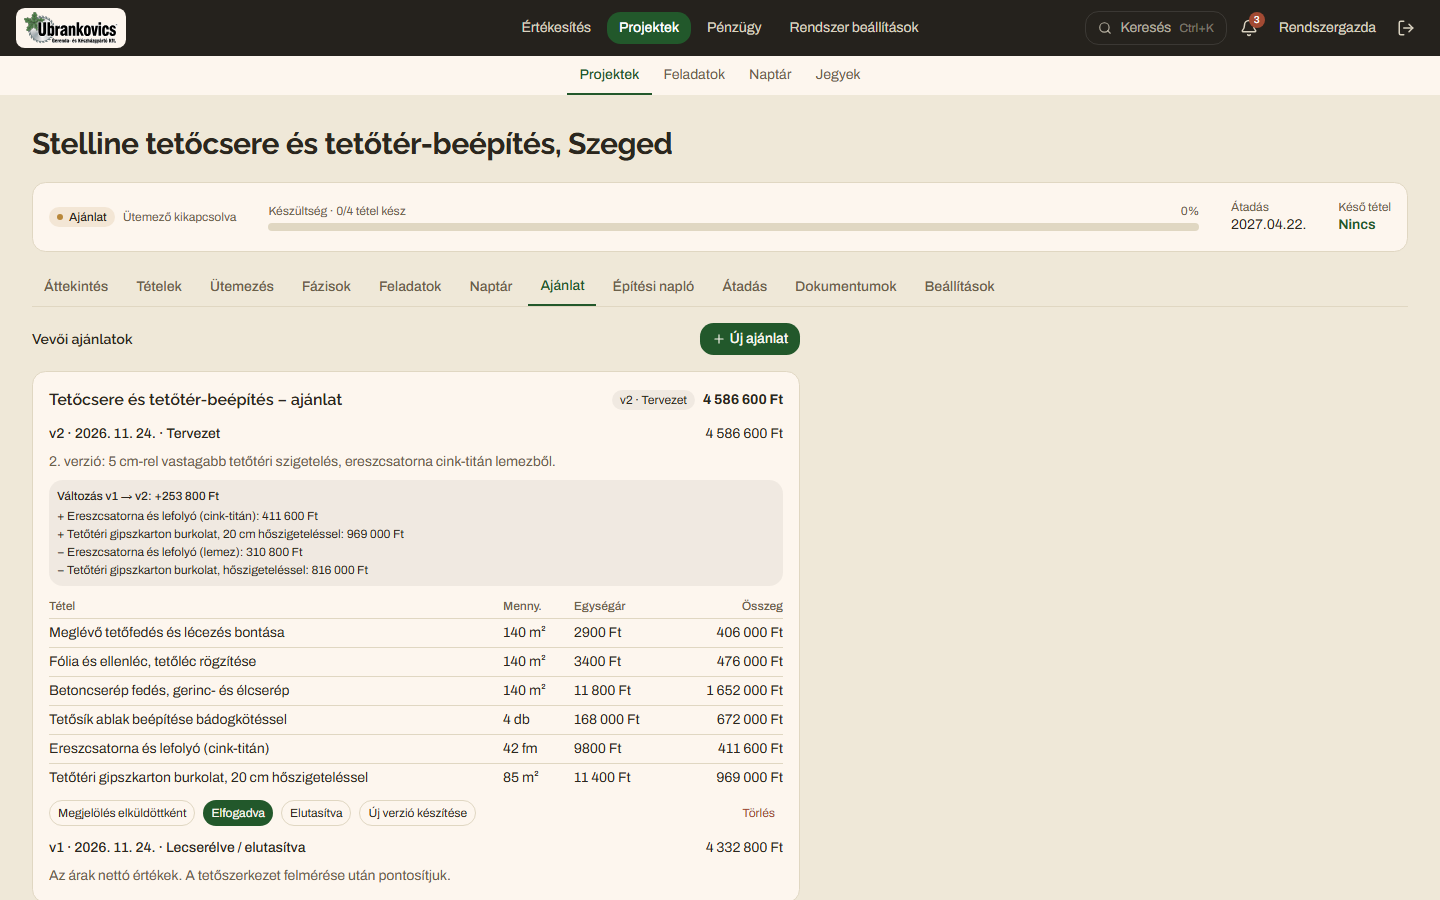 Ubrankovics
Gerenda- és Készházgyártó Kft.
Értékesítés
Projektek
Pénzügy
Rendszer beállítások
Keresés Ctrl+K
3
Rendszergazda
Projektek
Feladatok
Naptár
Jegyek
Stelline tetőcsere és tetőtér-beépítés, Szeged
Ajánlat
Ütemező kikapcsolva
Készültség · 0/4 tétel kész
0%
Átadás
2027.04.22.
Késő tétel
Nincs
Áttekintés
Tételek
Ütemezés
Fázisok
Feladatok
Naptár
Ajánlat
Építési napló
Átadás
Dokumentumok
Beállítások
Vevői ajánlatok
+ Új ajánlat
Tetőcsere és tetőtér-beépítés – ajánlat
v2 · Tervezet
4 586 600 Ft
v2 · 2026. 11. 24. · Tervezet
4 586 600 Ft
2. verzió: 5 cm-rel vastagabb tetőtéri szigetelés, ereszcsatorna cink-titán lemezből.
Változás v1 → v2: +253 800 Ft
+ Ereszcsatorna és lefolyó (cink-titán): 411 600 Ft
+ Tetőtéri gipszkarton burkolat, 20 cm hőszigeteléssel: 969 000 Ft
− Ereszcsatorna és lefolyó (lemez): 310 800 Ft
− Tetőtéri gipszkarton burkolat, hőszigeteléssel: 816 000 Ft
Tétel Menny. Egységár Összeg
Meglévő tetőfedés és lécezés bontása 140 m² 2900 Ft 406 000 Ft
Fólia és ellenléc, tetőléc rögzítése 140 m² 3400 Ft 476 000 Ft
Betoncserép fedés, gerinc- és élcserép 140 m² 11 800 Ft 1 652 000 Ft
Tetősík ablak beépítése bádogkötéssel 4 db 168 000 Ft 672 000 Ft
Ereszcsatorna és lefolyó (cink-titán) 42 fm 9800 Ft 411 600 Ft
Tetőtéri gipszkarton burkolat, 20 cm hőszigeteléssel 85 m² 11 400 Ft 969 000 Ft
Megjelölés elküldöttként
Elfogadva
Elutasítva
Új verzió készítése
Törlés
v1 · 2026. 11. 24. · Lecserélve / elutasítva
4 332 800 Ft
Az árak nettó értékek. A tetőszerkezet felmérése után pontosítjuk.